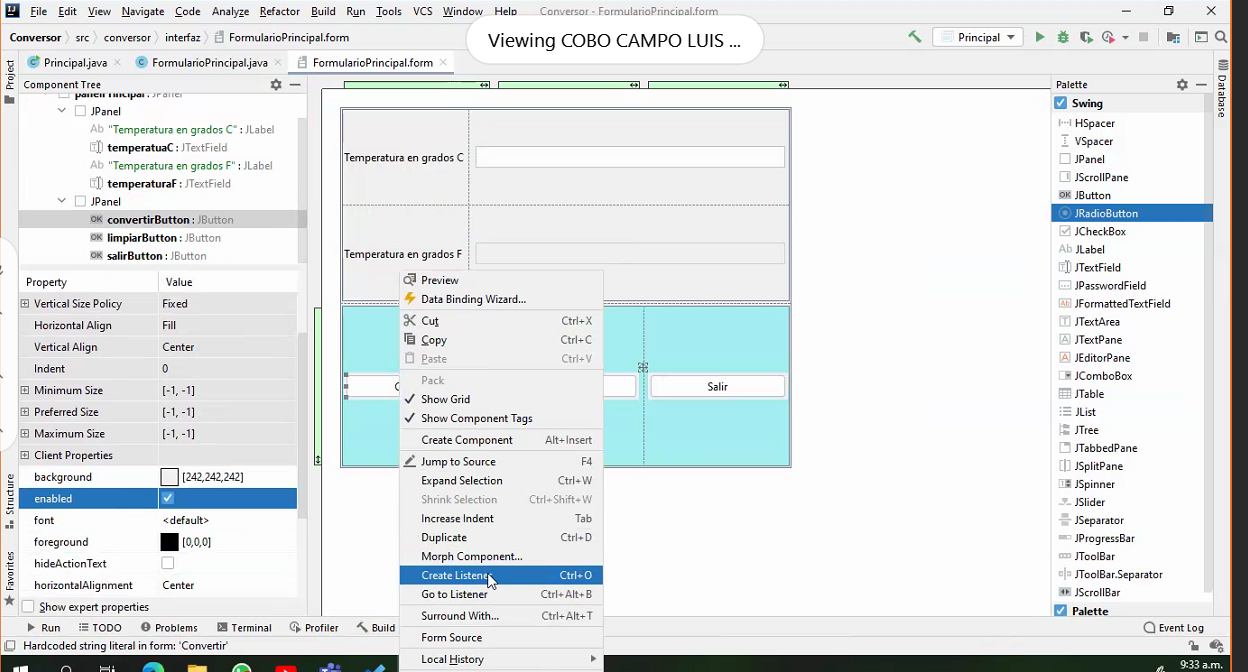 File Edit View Navigate Code Analyze Refactor Build Run Tools VCS Window Help Conversor - FormularioPrincipal.form
Viewing COBO CAMPO LUIS ...
Conversor src conversor interfaz FormularioPrincipal.form
Principal
Principal.java FormularioPrincipal.java FormularioPrincipal.form
Project
Component Tree
JPanel
"Temperatura en grados C" : JLabel
temperatuaC : JTextField
"Temperatura en grados F" : JLabel
temperaturaF : JTextField
JPanel
convertirButton : JButton
limpiarButton : JButton
salirButton : JButton
Property Value
Vertical Size Policy Fixed
Horizontal Align Fill
Vertical Align Center
Indent 0
Minimum Size [-1, -1]
Preferred Size [-1, -1]
Maximum Size [-1, -1]
Client Properties
background [242,242,242]
enabled
font <default>
foreground [0,0,0]
hideActionText
horizontalAlignment Center
Show expert properties
Structure
Favorites
Temperatura en grados C
Temperatura en grados F
Salir
Preview
Data Binding Wizard...
Cut Ctrl+X
Copy Ctrl+C
Paste Ctrl+V
Pack
Show Grid
Show Component Tags
Create Component Alt+Insert
Jump to Source F4
Expand Selection Ctrl+W
Shrink Selection Ctrl+Shift+W
Increase Indent Tab
Duplicate Ctrl+D
Morph Component...
Create Listener Ctrl+O
Go to Listener Ctrl+Alt+B
Surround With... Ctrl+Alt+T
Form Source
Local History
Palette
Swing
HSpacer
VSpacer
JPanel
JScrollPane
OK JButton
JRadioButton
JCheckBox
Ab JLabel
JTextField
JPasswordField
JFormattedTextField
JTextArea
JTextPane
JEditorPane
JComboBox
JTable
JList
JTree
JTabbedPane
JSplitPane
JSpinner
JSlider
JSeparator
JProgressBar
JToolBar
JToolBar.Separator
JScrollBar
Palette
Database
Run TODO Problems Terminal Profiler Build
Event Log
Hardcoded string literal in form: 'Convertir'
9:33 a.m.